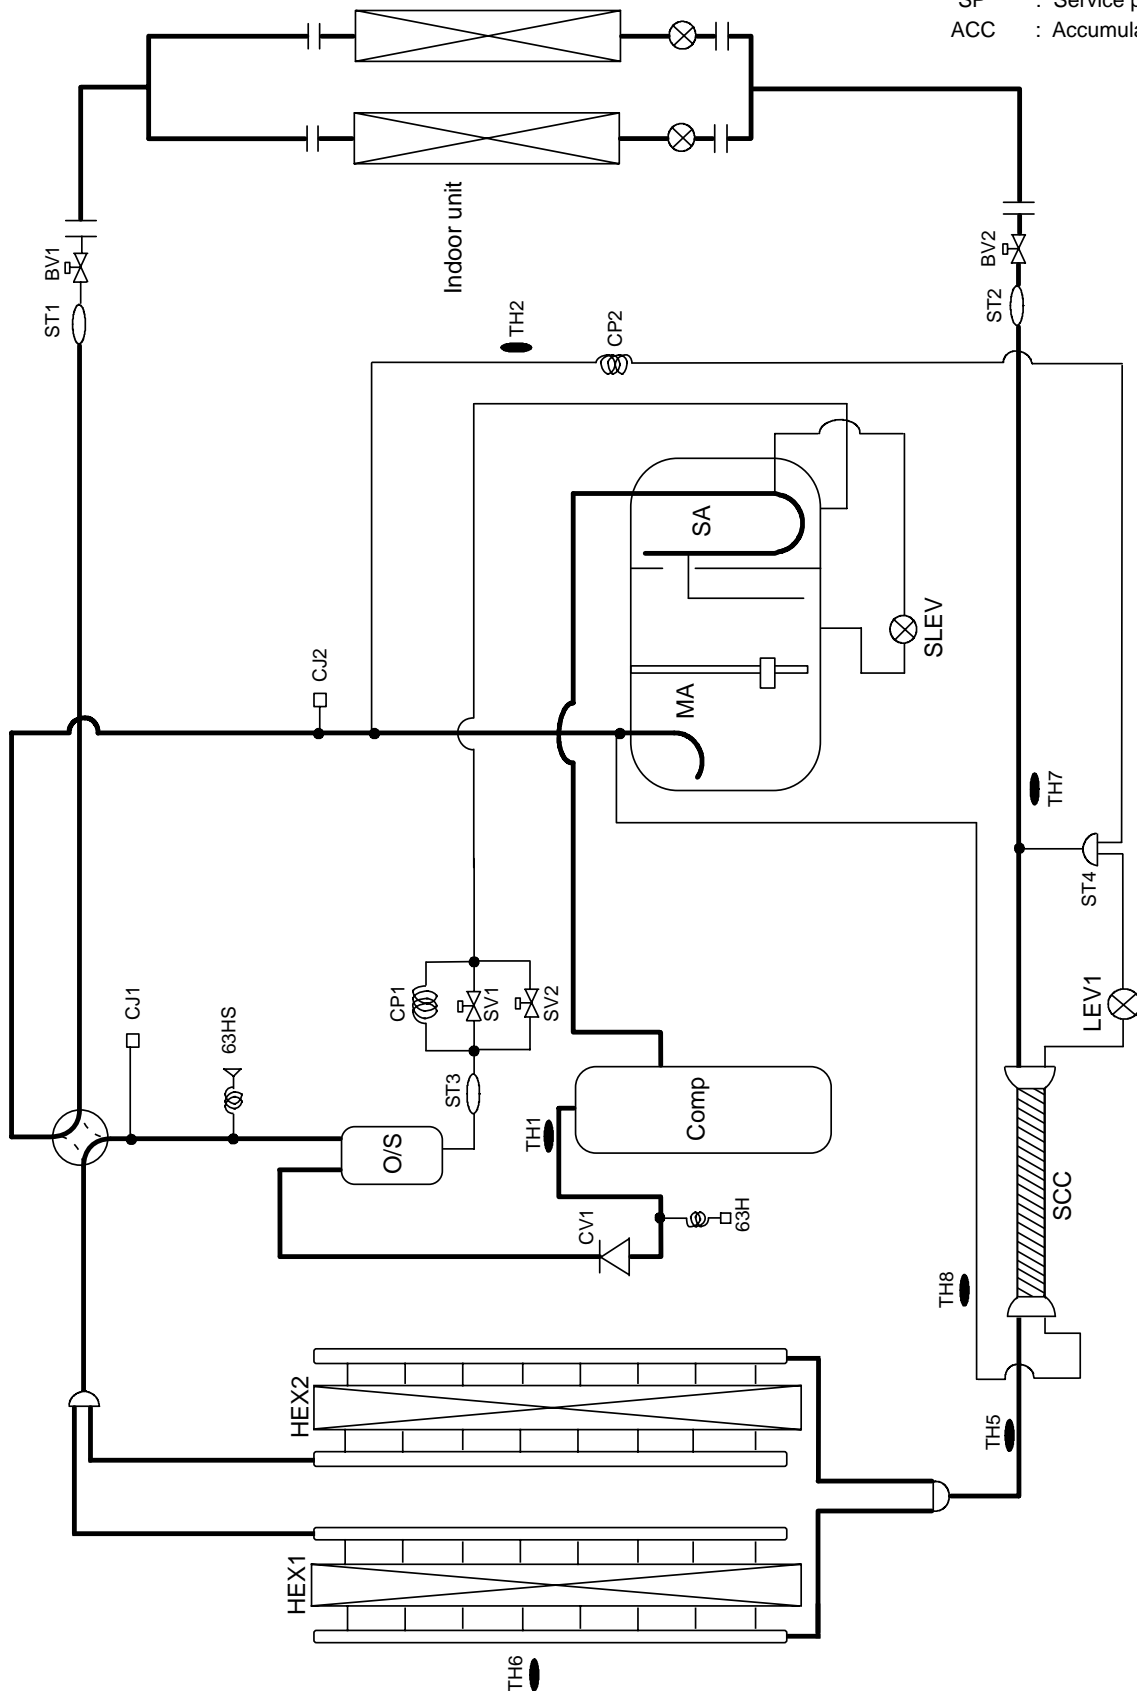 SP : Service p
ACC : Accumula
Indoor unit
BV1
ST1
BV2
ST2
TH2
CP2
SA
MA
SLEV
CJ2
TH7
ST4
LEV1
CJ1
63HS
CP1
SV1
SV2
ST3
O/S
TH1
Comp
CV1
63H
SCC
TH8
TH5
HEX2
HEX1
TH6